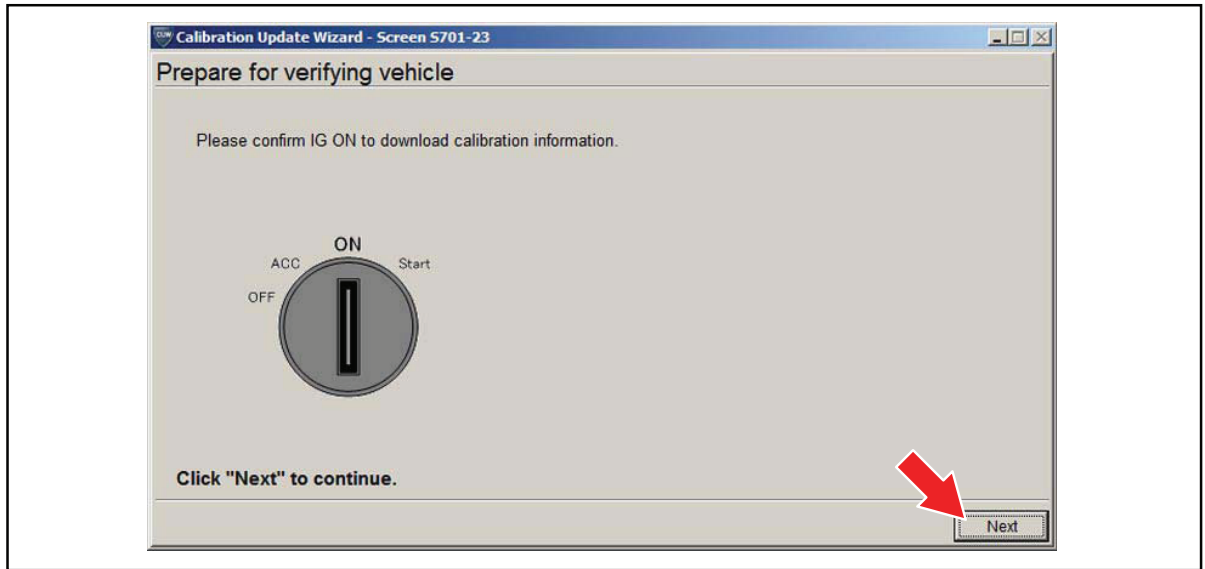 CUW Calibration Update Wizard - Screen S701-23
Prepare for verifying vehicle
Please confirm IG ON to download calibration information.
ON
ACC
Start
OFF
Click "Next" to continue.
Next